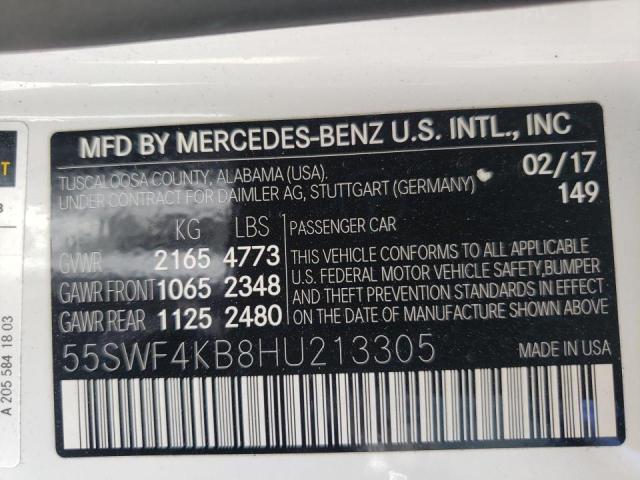 MFD BY MERCEDES-BENZ U.S. INTL., INC
TUSCALOOSA COUNTY, ALABAMA (USA).
UNDER CONTRACT FOR DAIMLER AG, STUTTGART (GERMANY)
02/17
149
KG LBS
GVWR 2165 4773
GAWR FRONT 1065 2348
GAWR REAR 1125 2480
PASSENGER CAR
THIS VEHICLE CONFORMS TO ALL APPLICABLE
U.S. FEDERAL MOTOR VEHICLE SAFETY,BUMPER
AND THEFT PREVENTION STANDARDS IN EFFECT
ON THE DATE OF MANUFACTURE SHOWN ABOVE
55SWF4KB8HU213305
MADE IN USA
A 205 584 18 03